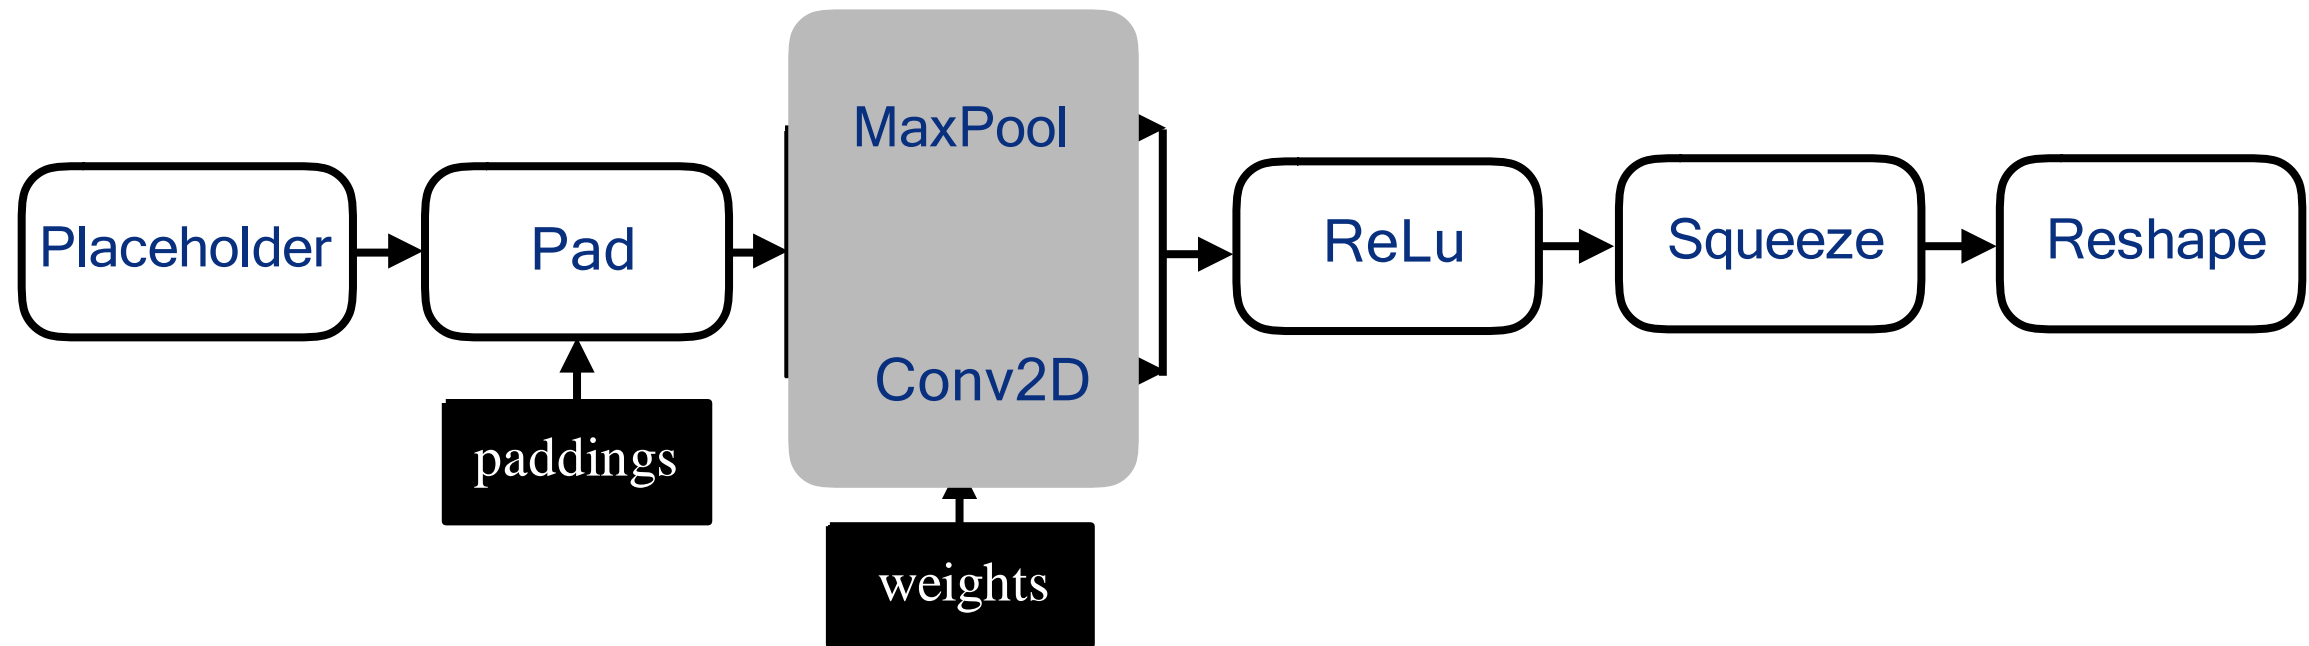 Placeholder
Pad
paddings
MaxPool
Conv2D
weights
ReLu
Squeeze
Reshape